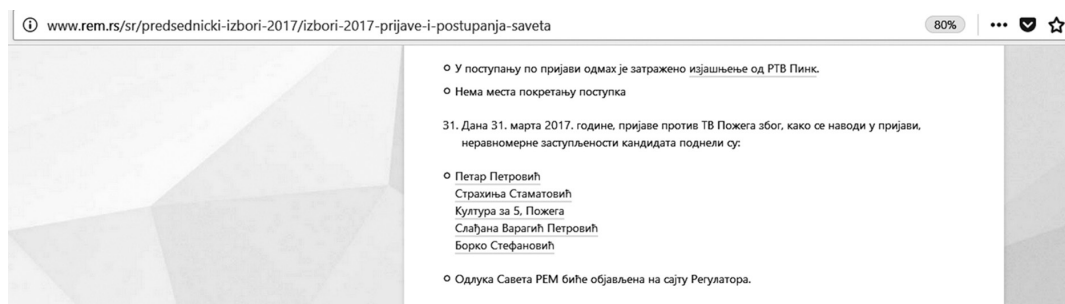 www.rem.rs/sr/predsednicki-izbori-2017/izbori-2017-prijave-i-postupanja-saveta
80%
У поступању по пријави одмах је затражено изјашњење од РТВ Пинк.
Нема места покретању поступка
31. Дана 31. марта 2017. године, пријаве против ТВ Пожега због, како се наводи у пријави,
неравномерне заступљености кандидата поднели су:
Петар Петровић
Страхиња Стаматовић
Култура за 5, Пожега
Слађана Варагић Петровић
Борко Стефановић
Одлука Савета РЕМ биће објављена на сајту Регулатора.